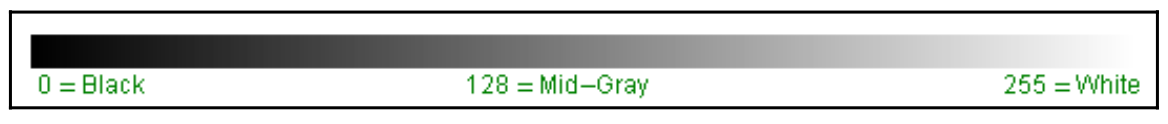 0 = Black 128 = Mid–Gray 255 = White